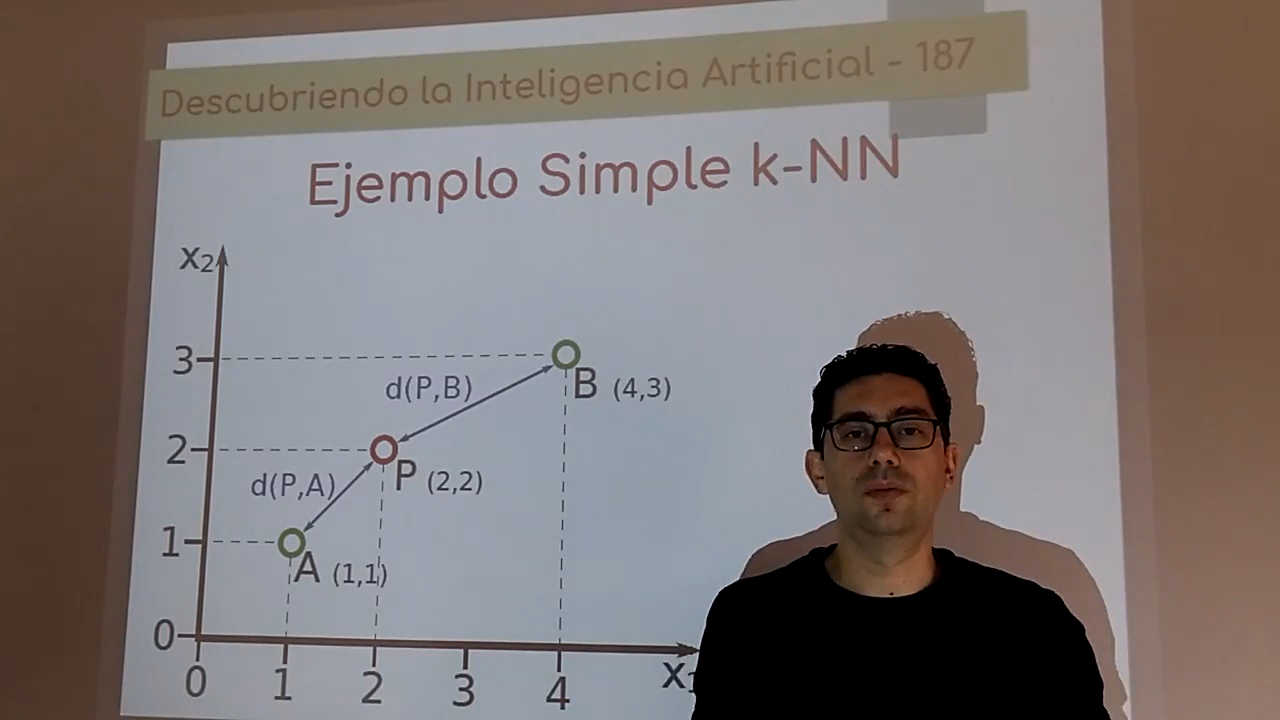 Descubriendo la Inteligencia Artificial - 187
Ejemplo Simple k-NN
x2
3
d(P,B)
B (4,3)
2
d(P,A)
P (2,2)
1
A (1,1)
0
0 1 2 3 4
x1